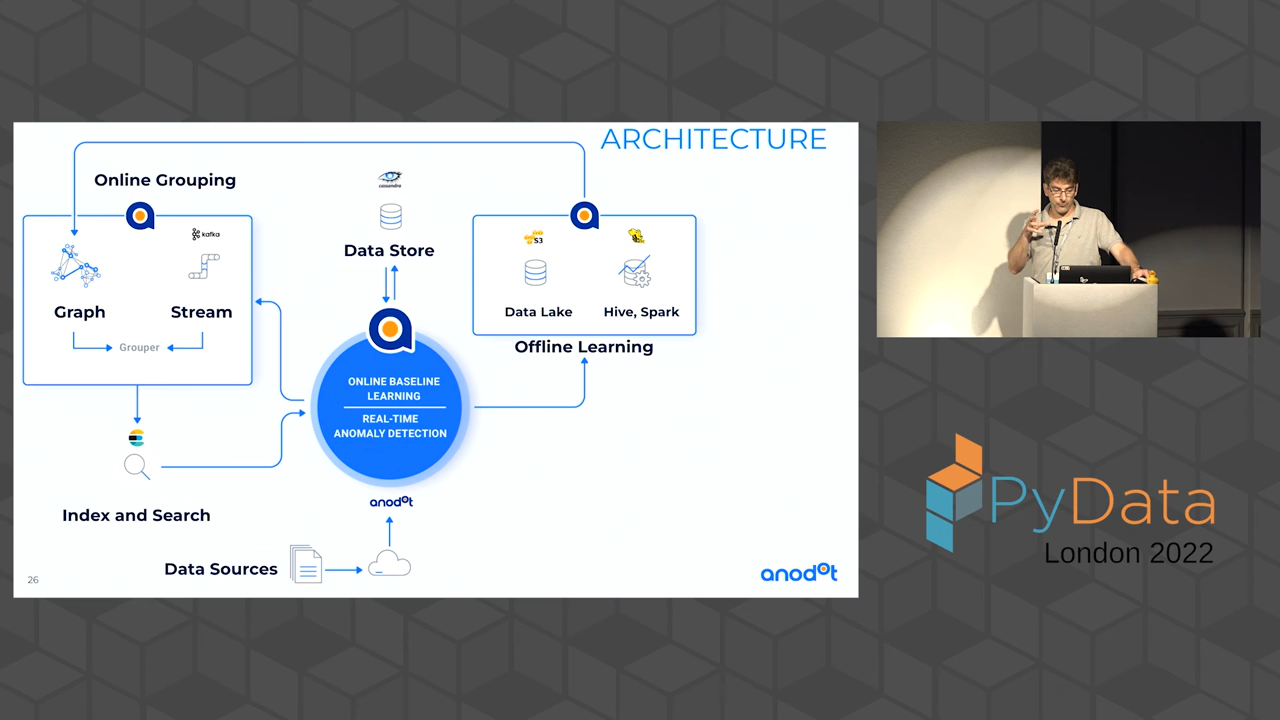 ARCHITECTURE
Online Grouping
kafka
Graph
Stream
Grouper
cassandra
Data Store
S3
Data Lake
Hive, Spark
Offline Learning
ONLINE BASELINE
LEARNING
REAL-TIME
ANOMALY DETECTION
anodot
Index and Search
Data Sources
26
anodot
PyData
London 2022